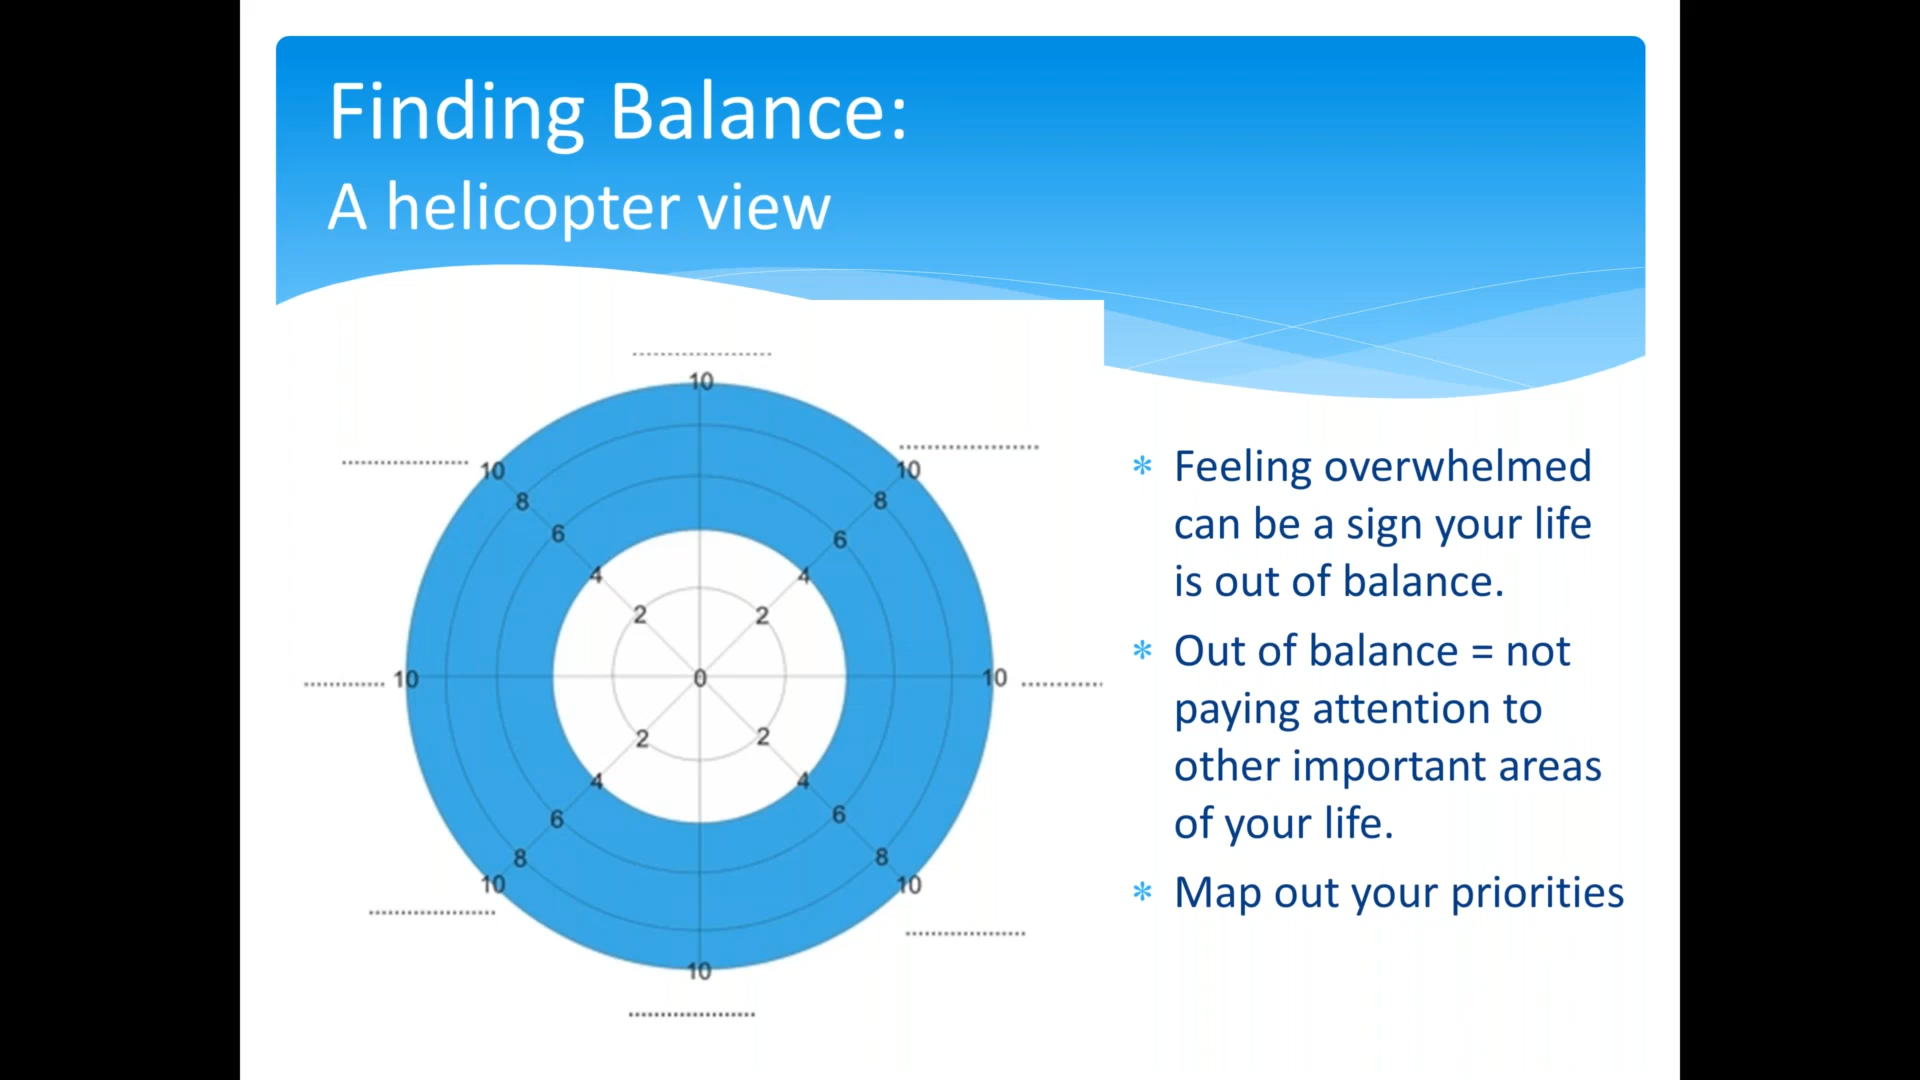 Finding Balance:
A helicopter view
10
10
10
8
8
6
6
4
4
2
2
10
0
10
2
2
4
4
6
6
8
8
10
10
10
* Feeling overwhelmed
can be a sign your life
is out of balance.
* Out of balance = not
paying attention to
other important areas
of your life.
* Map out your priorities